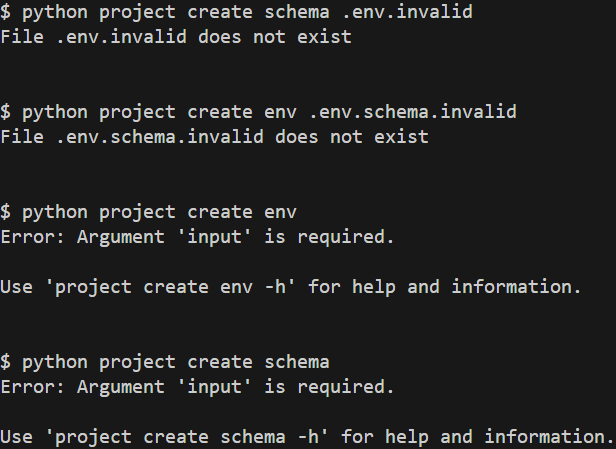 $ python project create schema .env.invalid
File .env.invalid does not exist
$ python project create env .env.schema.invalid
File .env.schema.invalid does not exist
$ python project create env
Error: Argument 'input' is required.
Use 'project create env -h' for help and information.
$ python project create schema
Error: Argument 'input' is required.
Use 'project create schema -h' for help and information.